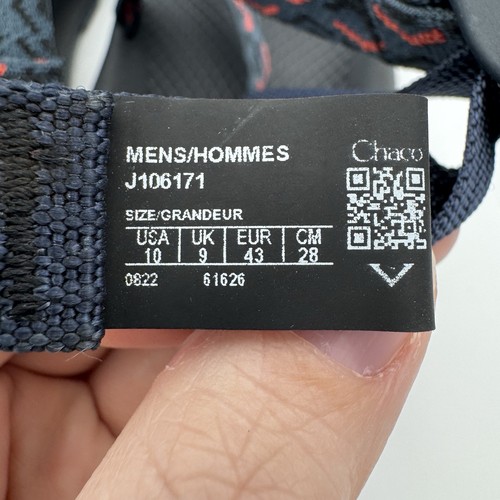 MENS/HOMMES
J106171
Chaco
SIZE/GRANDEUR
USA UK EUR CM
10 9 43 28
0822 61626